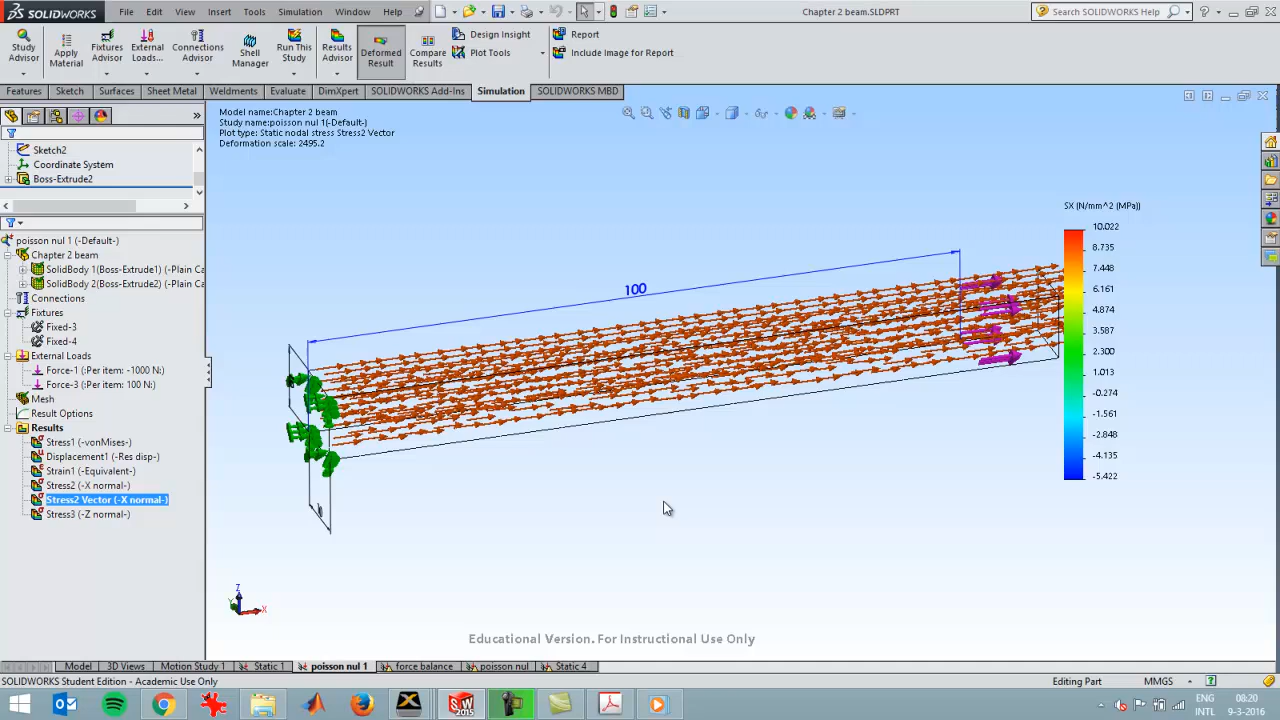 SOLIDWORKS File Edit View Insert Tools Simulation Window Help Chapter 2 beam.SLDPRT Search SOLIDWORKS Help
Study Advisor
Apply Material
Fixtures Advisor
External Loads...
Connections Advisor
Shell Manager
Run This Study
Results Advisor
Deformed Result
Compare Results
Design Insight
Plot Tools
Report
Include Image for Report
Features Sketch Surfaces Sheet Metal Weldments Evaluate DimXpert SOLIDWORKS Add-Ins Simulation SOLIDWORKS MBD
Sketch2
Coordinate System
Boss-Extrude2
poisson nul 1 (-Default-)
Chapter 2 beam
SolidBody 1(Boss-Extrude1) (-Plain Ca
SolidBody 2(Boss-Extrude2) (-Plain Ca
Connections
Fixtures
Fixed-3
Fixed-4
External Loads
Force-1 (:Per item: -1000 N:)
Force-3 (:Per item: 100 N:)
Mesh
Result Options
Results
Stress1 (-vonMises-)
Displacement1 (-Res disp-)
Strain1 (-Equivalent-)
Stress2 (-X normal-)
Stress2 Vector (-X normal-)
Stress3 (-Z normal-)
Model name:Chapter 2 beam
Study name:poisson nul 1(-Default-)
Plot type: Static nodal stress Stress2 Vector
Deformation scale: 2495.2
100
SX (N/mm^2 (MPa))
10.022
8.735
7.448
6.161
4.874
3.587
2.300
1.013
-0.274
-1.561
-2.848
-4.135
-5.422
Z
Y
X
Educational Version. For Instructional Use Only
Model 3D Views Motion Study 1 Static 1 poisson nul 1 force balance poisson nul Static 4
SOLIDWORKS Student Edition - Academic Use Only Editing Part MMGS
ENG 08:20
INTL 9-3-2016